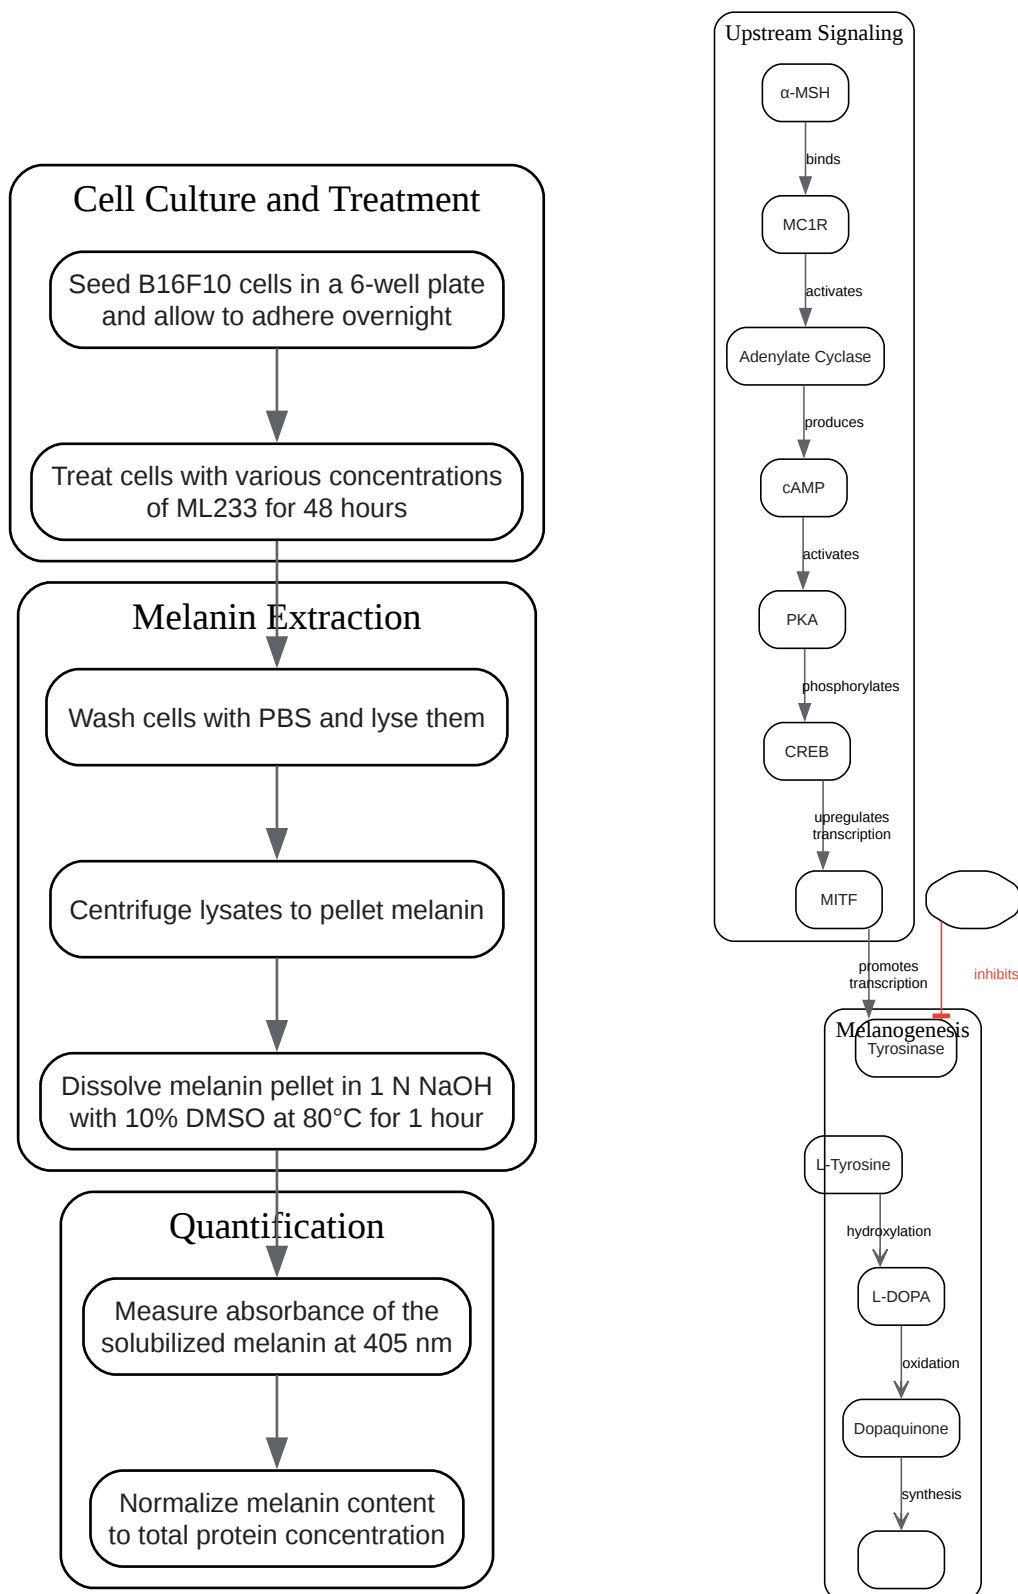 Cell Culture and Treatment
Seed B16F10 cells in a 6-well plate
and allow to adhere overnight
Treat cells with various concentrations
of ML233 for 48 hours
Melanin Extraction
Wash cells with PBS and lyse them
Centrifuge lysates to pellet melanin
Dissolve melanin pellet in 1 N NaOH
with 10% DMSO at 80°C for 1 hour
Quantification
Measure absorbance of the
solubilized melanin at 405 nm
Normalize melanin content
to total protein concentration
Upstream Signaling
α-MSH
binds
MC1R
activates
Adenylate Cyclase
produces
cAMP
activates
PKA
phosphorylates
CREB
upregulates
transcription
MITF
promotes
transcription
inhibits
Melanogenesis
Tyrosinase
L-Tyrosine
hydroxylation
L-DOPA
oxidation
Dopaquinone
synthesis